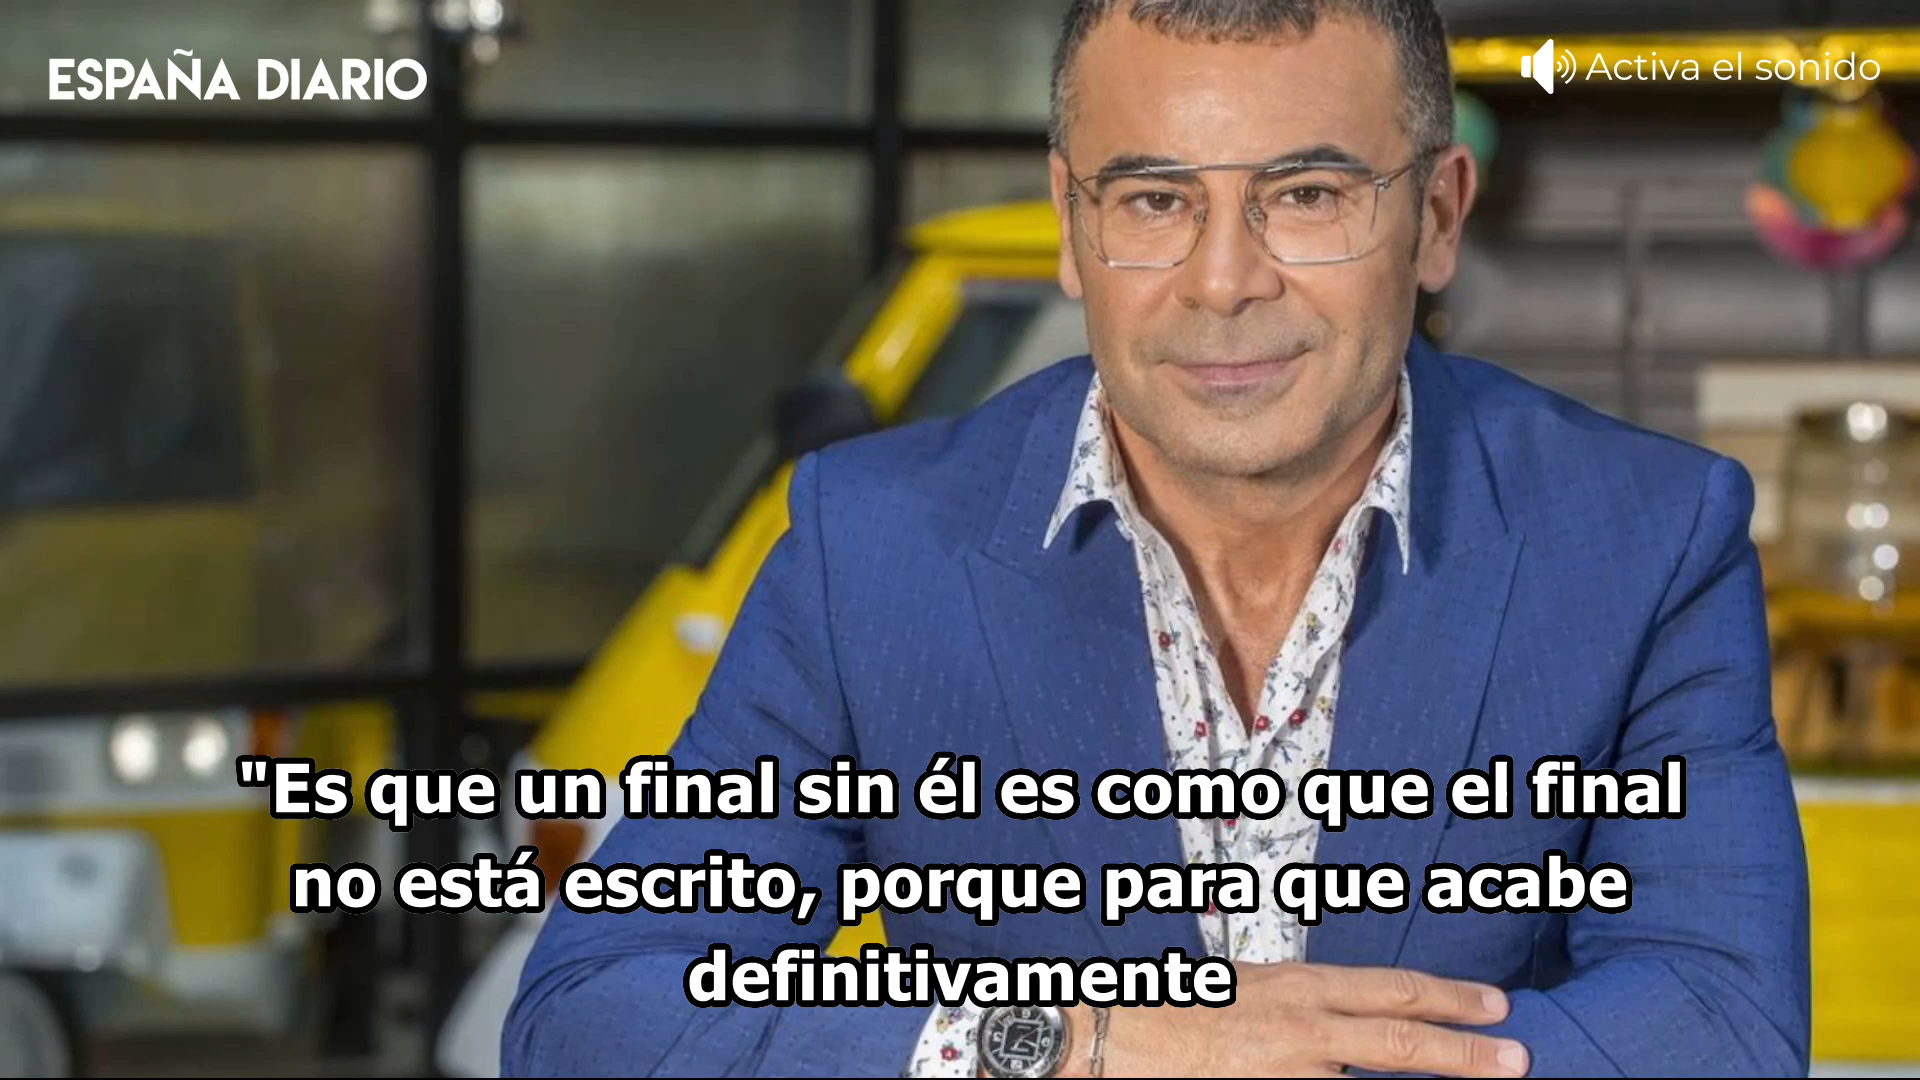 ESPAÑA DIARIO
Activa el sonido
"Es que un final sin él es como que el final
no está escrito, porque para que acabe
definitivamente